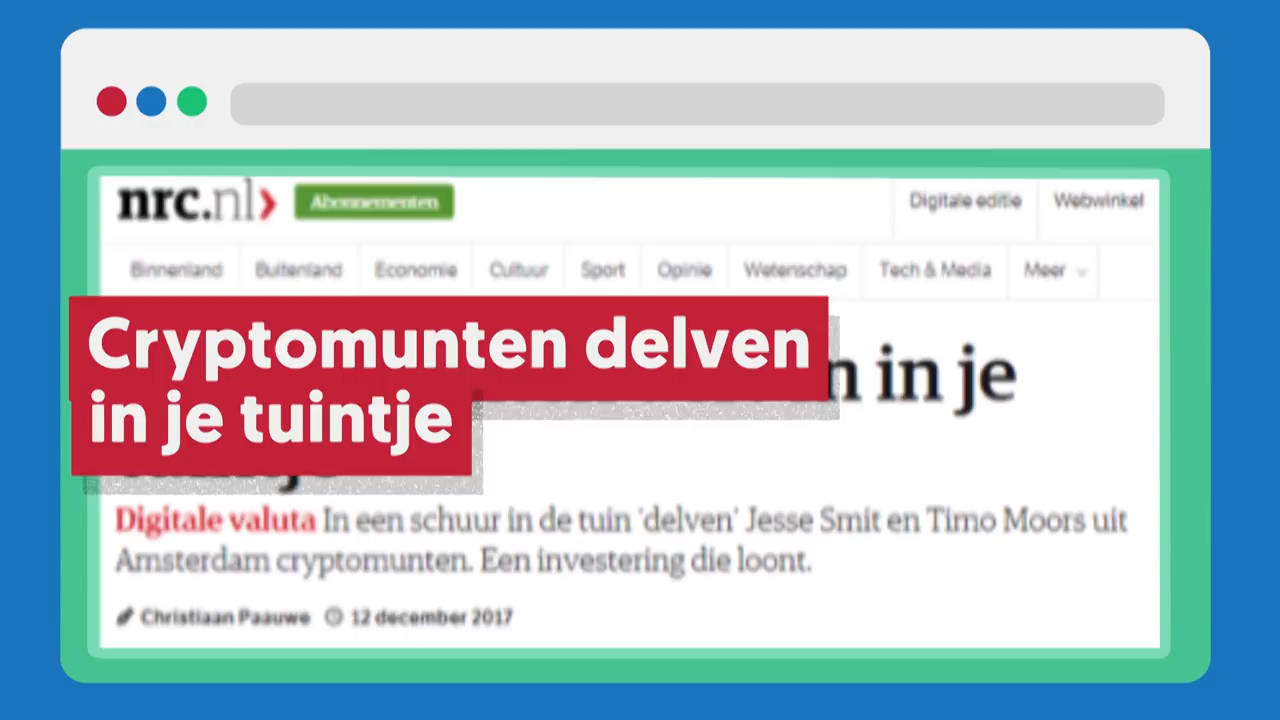 nrc.nl
Abonnementen
Digitale editie
Webwinkel
Binnenland
Buitenland
Economie
Cultuur
Sport
Opinie
Wetenschap
Tech & Media
Meer
Cryptomunten delven
in je
in je tuintje
Digitale valuta In een schuur in de tuin 'delven' Jesse Smit en Timo Moors uit
Amsterdam cryptomunten. Een investering die loont.
Christiaan Paauwe 12 december 2017